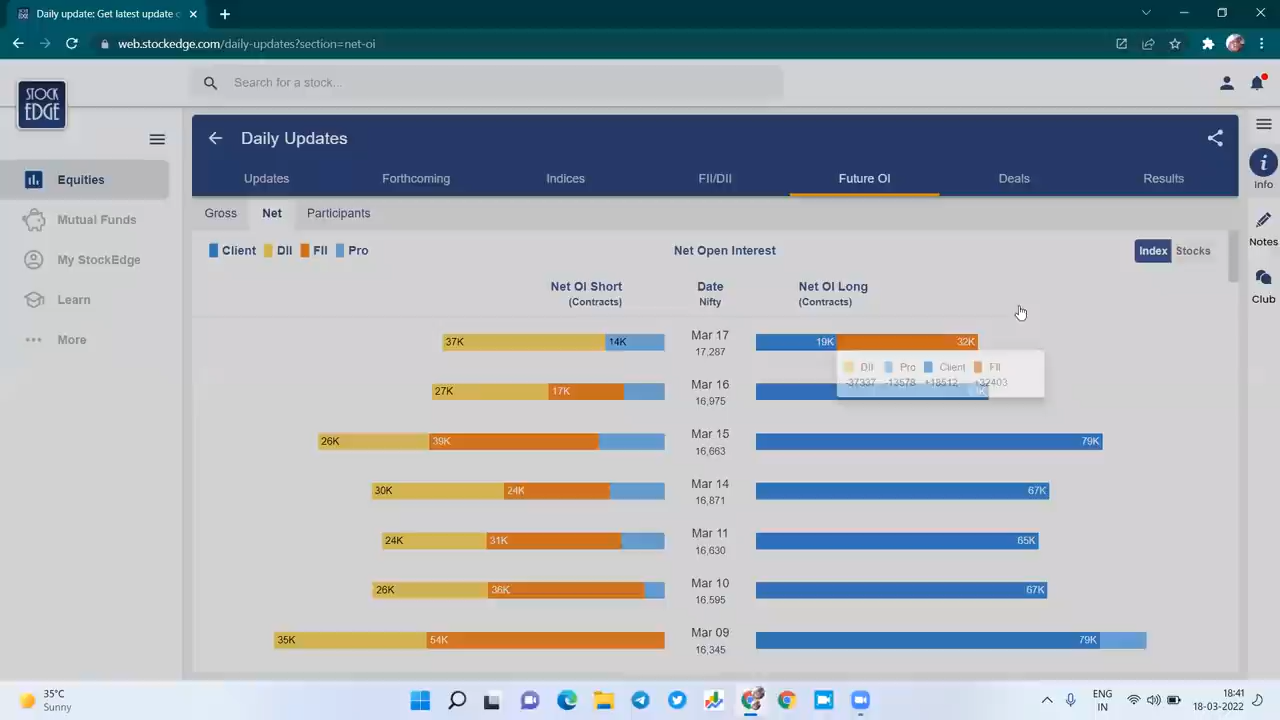 Daily update: Get latest update o
web.stockedge.com/daily-updates?section=net-oi
STOCK
EDGE
Search for a stock...
Daily Updates
Updates Forthcoming Indices FII/DII Future OI Deals Results
Equities
Mutual Funds
My StockEdge
Learn
More
Info
Notes
Club
Gross Net Participants
Client DII FII Pro
Net Open Interest
Index Stocks
Net OI Short Date Net OI Long
(Contracts) Nifty (Contracts)
37K 14K Mar 17 19K 32K
17,287
DII Pro Client FII
-37337 -13578 +18512 +32403
27K 17K Mar 16
16,975
26K 39K Mar 15 79K
16,663
30K 24K Mar 14 67K
16,871
24K 31K Mar 11 65K
16,630
26K 36K Mar 10 67K
16,595
35K 54K Mar 09 79K
16,345
35°C
Sunny
ENG
IN
18:41
18-03-2022